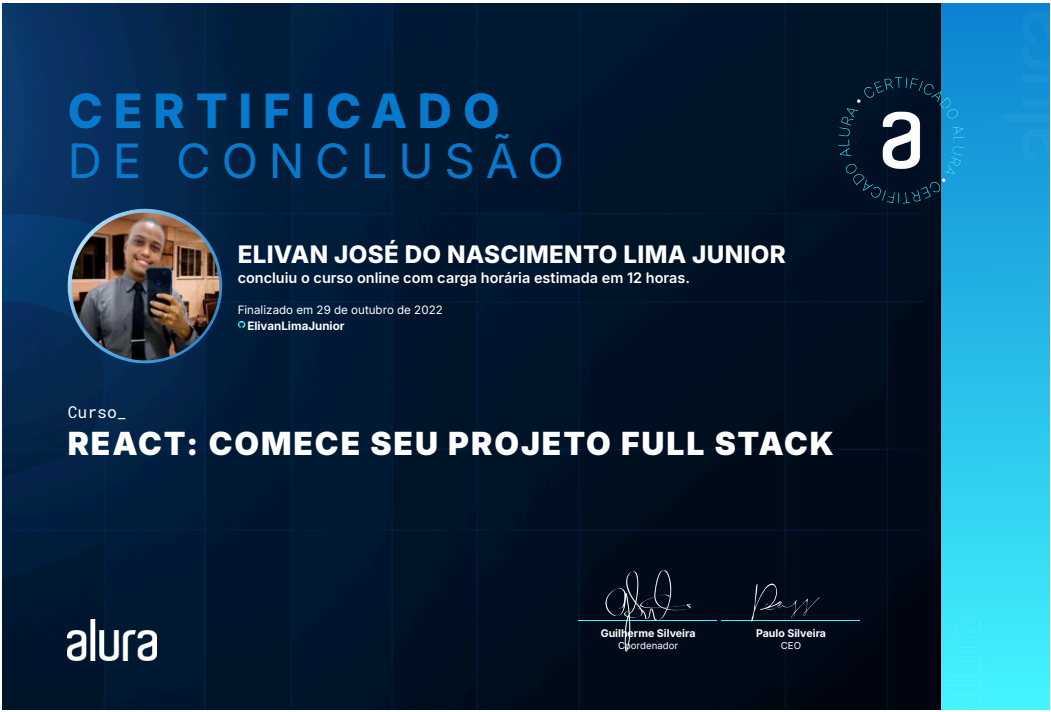 CERTIFICADO
DE CONCLUSÃO
CERTIFICADO ALURA • CERTIFICADO ALURA •
a
ELIVAN JOSÉ DO NASCIMENTO LIMA JUNIOR
concluiu o curso online com carga horária estimada em 12 horas.
Finalizado em 29 de outubro de 2022
ElivanLimaJunior
Curso_
REACT: COMECE SEU PROJETO FULL STACK
alura
Guilherme Silveira
Coordenador
Paulo Silveira
CEO
alura
alura